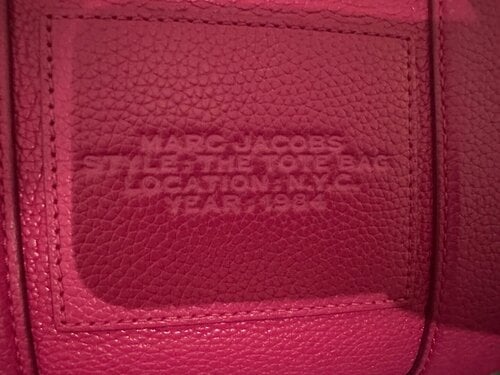 MARC JACOBS
STYLE: THE TOTE BAG
LOCATION: N.Y.C.
YEAR: 1984